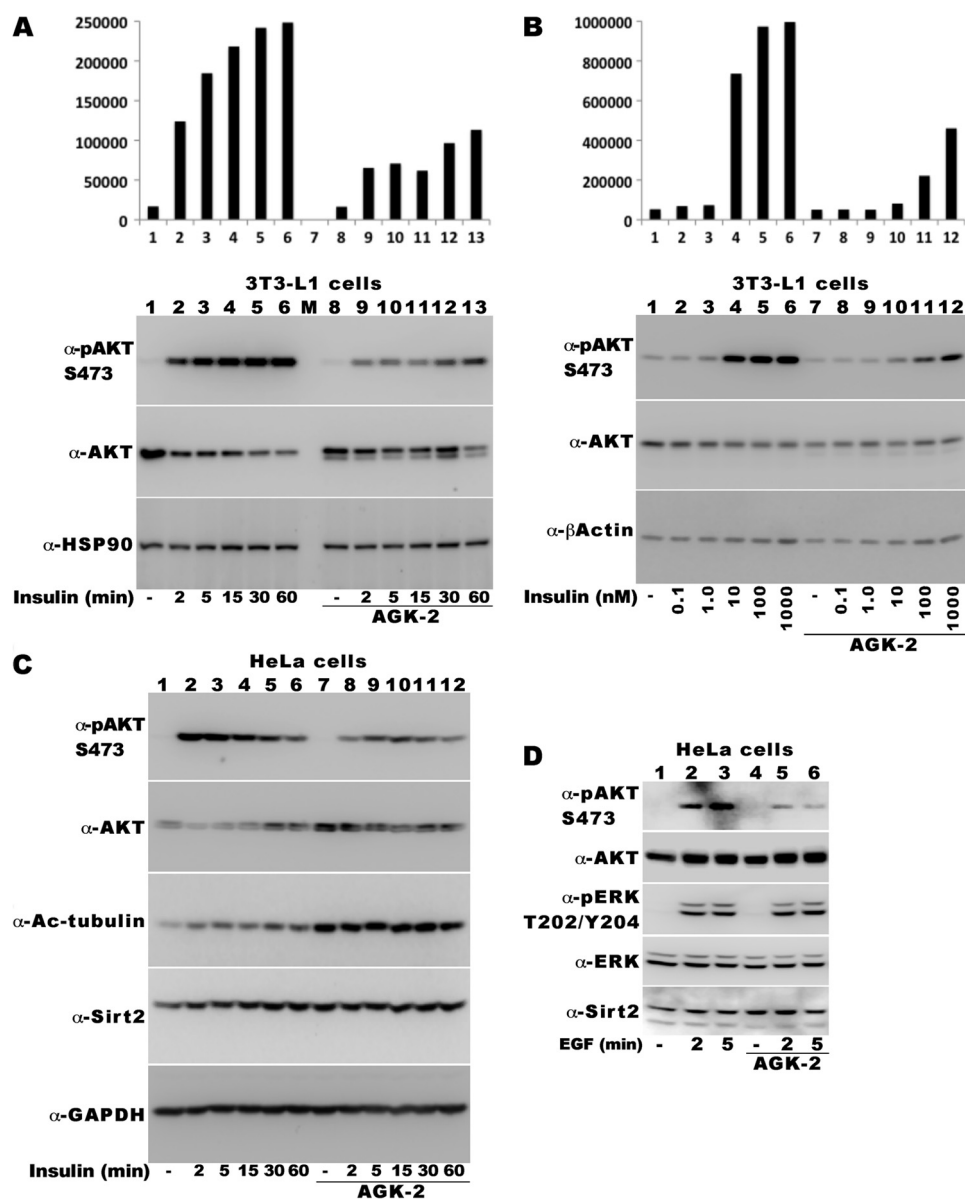 A
250000
200000
150000
100000
50000
0
1 2 3 4 5 6 7 8 9 10 11 12 13
3T3-L1 cells
1 2 3 4 5 6 M 8 9 10 11 12 13
α-pAKT
S473
α-AKT
α-HSP90
Insulin (min) - 2 5 15 30 60 - 2 5 15 30 60
AGK-2
B
1000000
800000
600000
400000
200000
0
1 2 3 4 5 6 7 8 9 10 11 12
3T3-L1 cells
1 2 3 4 5 6 7 8 9 10 11 12
α-pAKT
S473
α-AKT
α-βActin
Insulin (nM) - 0.1 1.0 10 100 1000 - 0.1 1.0 10 100 1000
AGK-2
C
HeLa cells
1 2 3 4 5 6 7 8 9 10 11 12
α-pAKT
S473
α-AKT
α-Ac-tubulin
α-Sirt2
α-GAPDH
Insulin (min) - 2 5 15 30 60 - 2 5 15 30 60
AGK-2
D
HeLa cells
1 2 3 4 5 6
α-pAKT
S473
α-AKT
α-pERK
T202/Y204
α-ERK
α-Sirt2
EGF (min) - 2 5 - 2 5
AGK-2